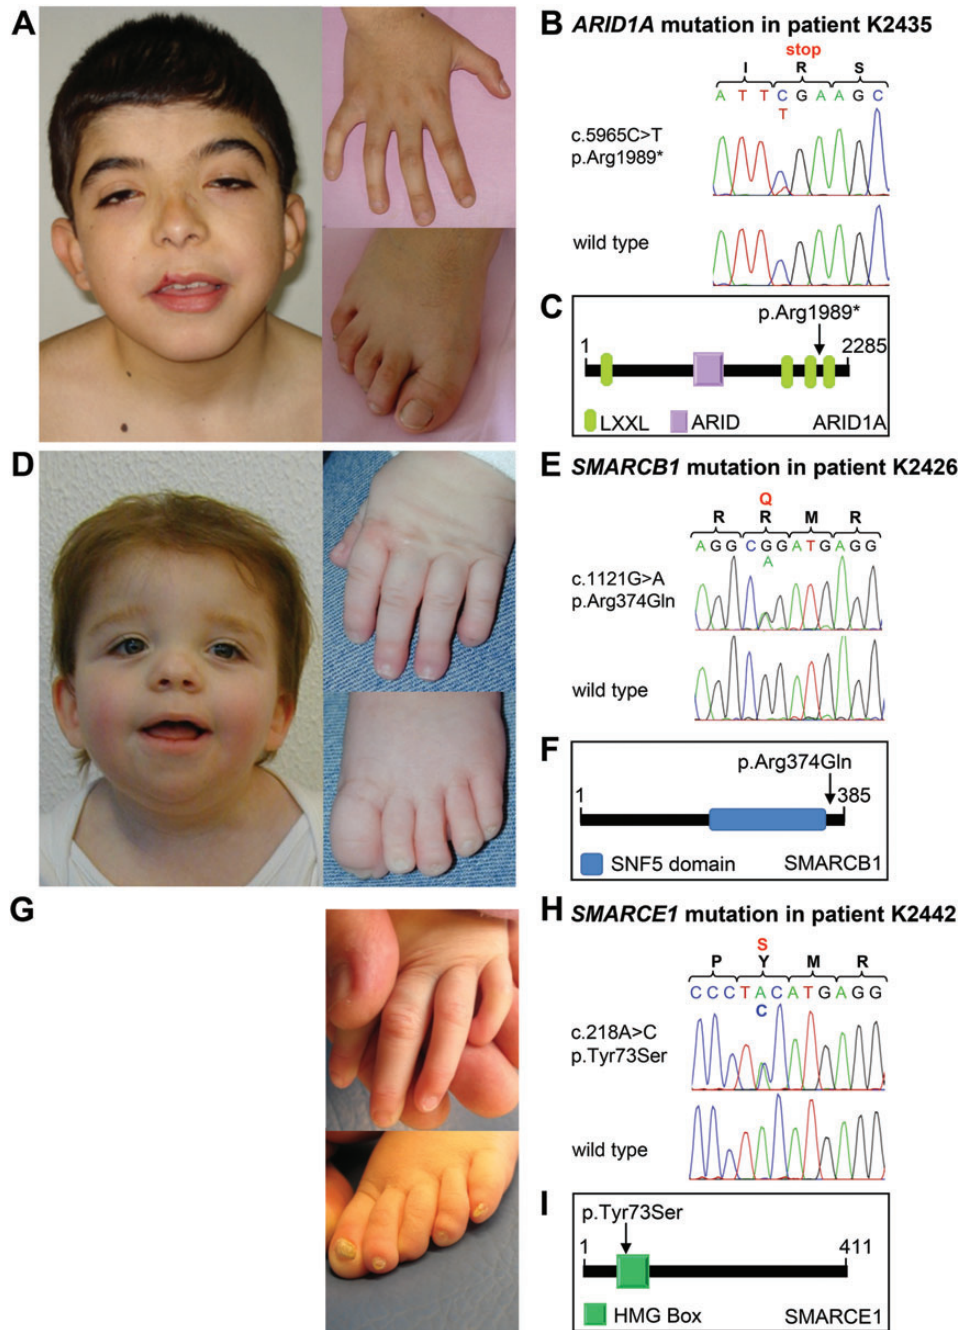 A
B ARID1A mutation in patient K2435
stop
I R S
A T T C G A A G C
T
c.5965C>T
p.Arg1989*
wild type
C
p.Arg1989*
1 2285
LXXL ARID ARID1A
D
E SMARCB1 mutation in patient K2426
Q
R R M R
A G G C G G A T G A G G
A
c.1121G>A
p.Arg374Gln
wild type
F
p.Arg374Gln
1 385
SNF5 domain SMARCB1
G
H SMARCE1 mutation in patient K2442
S
P Y M R
C C C T A C A T G A G G
C
c.218A>C
p.Tyr73Ser
wild type
I
p.Tyr73Ser
1 411
HMG Box SMARCE1